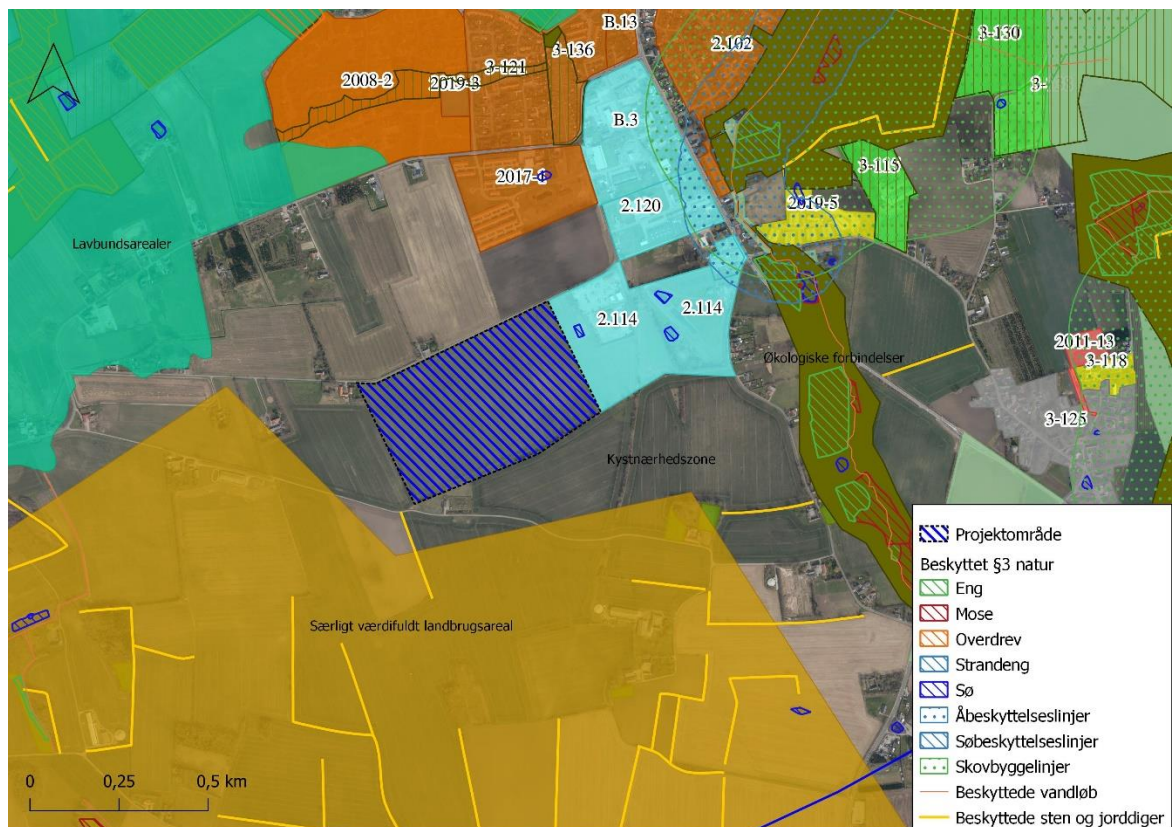 B.13
2.102
3-136
3-130
2008-2
2019-3
3-121
3-
B.3
3-115
2017-1
2019-5
2.120
Lavbundsarealer
2.114
2.114
2011-13
Økologiske forbindelser
3-118
3-125
Kystnærhedszone
Særligt værdifuldt landbrugsareal
0 0,25 0,5 km
Projektområde
Beskyttet §3 natur
Eng
Mose
Overdrev
Strandeng
Sø
Åbeskyttelseslinjer
Søbeskyttelseslinjer
Skovbyggelinjer
Beskyttede vandløb
Beskyttede sten og jorddiger